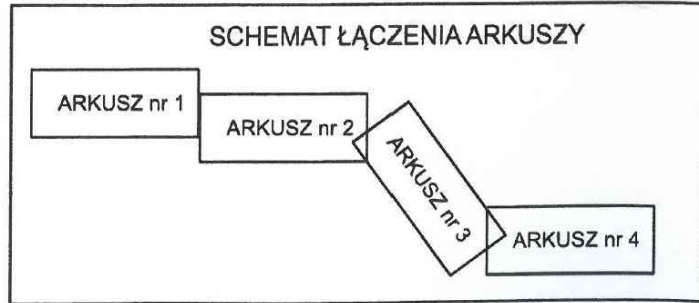 SCHEMAT ŁĄCZENIA ARKUSZY
ARKUSZ nr 1
ARKUSZ nr 2
ARKUSZ nr 3
ARKUSZ nr 4